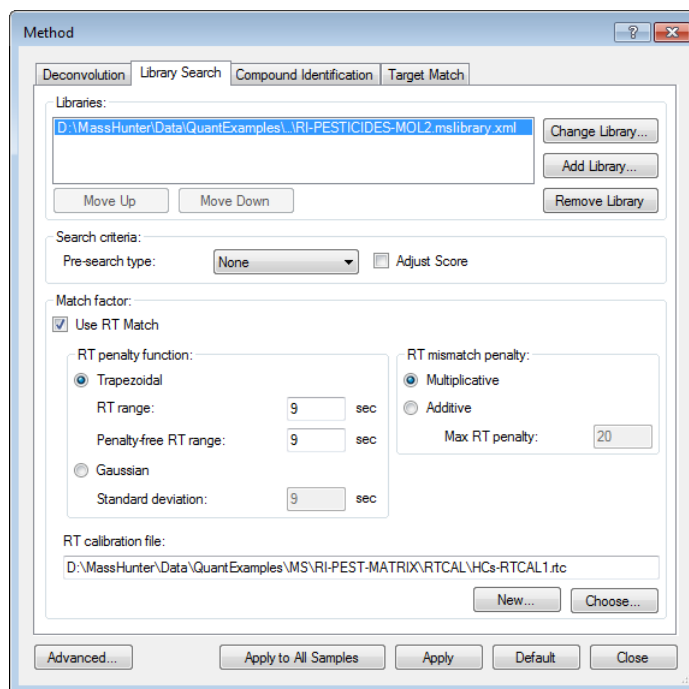 Method
Deconvolution Library Search Compound Identification Target Match
Libraries:
D:\MassHunter\Data\QuantExamples\..\RI-PESTICIDES-MOL2.mslibrary.xml
Change Library...
Add Library...
Move Up Move Down Remove Library
Search criteria:
Pre-search type: None Adjust Score
Match factor:
Use RT Match
RT penalty function: RT mismatch penalty:
Trapezoidal Multiplicative
RT range: 9 sec Additive
Penalty-free RT range: 9 sec Max RT penalty: 20
Gaussian
Standard deviation: 9 sec
RT calibration file:
D:\MassHunter\Data\QuantExamples\MS\RI-PEST-MATRIX\RTCAL\HCs-RTCAL1.rtc
New... Choose...
Advanced... Apply to All Samples Apply Default Close